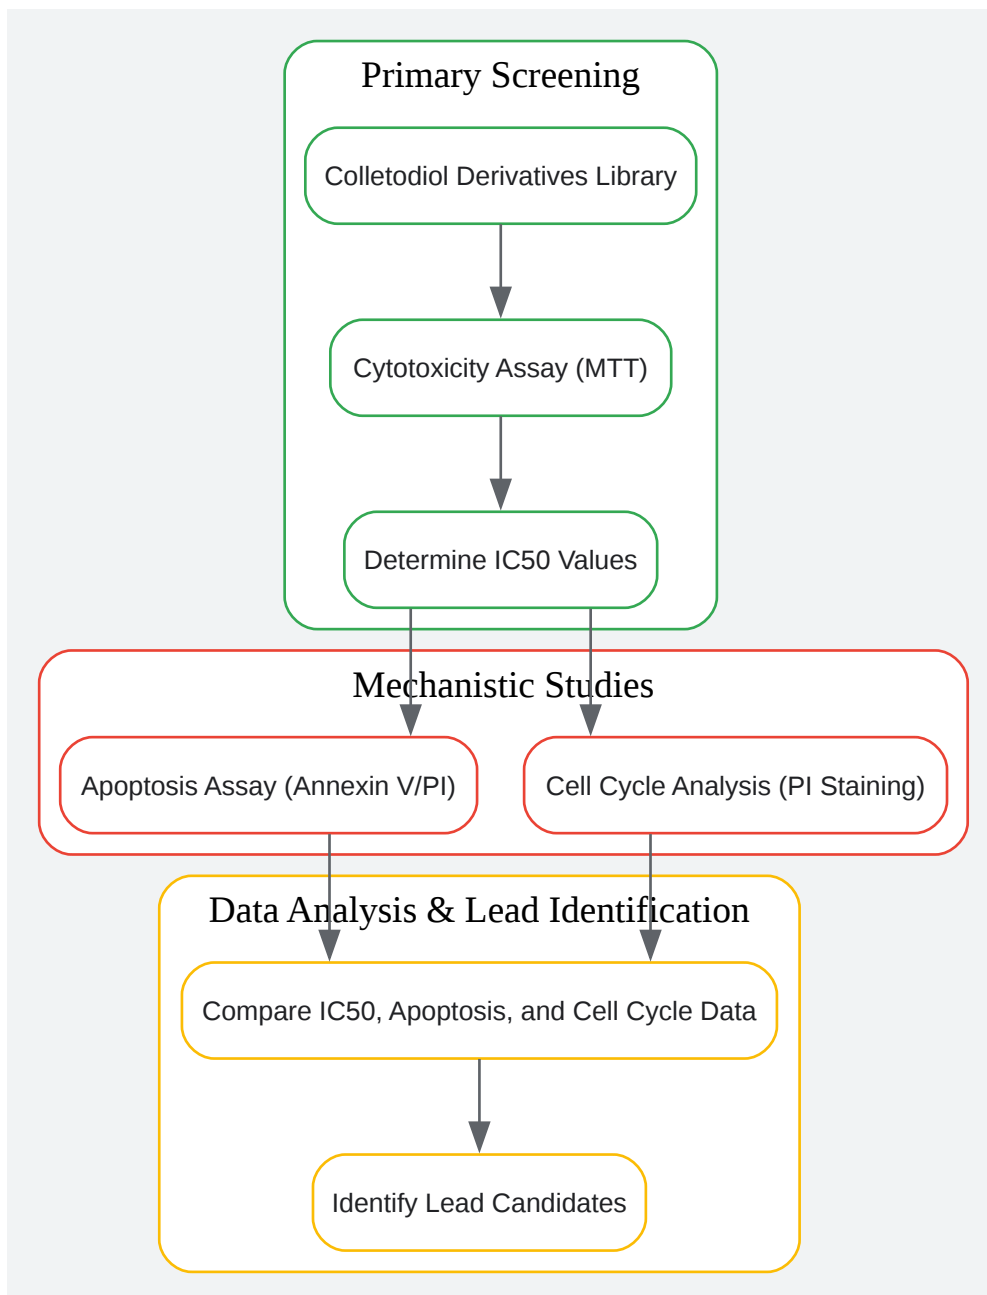 Primary Screening
Colletodiol Derivatives Library
Cytotoxicity Assay (MTT)
Determine IC50 Values
Mechanistic Studies
Apoptosis Assay (Annexin V/PI)
Cell Cycle Analysis (PI Staining)
Data Analysis & Lead Identification
Compare IC50, Apoptosis, and Cell Cycle Data
Identify Lead Candidates